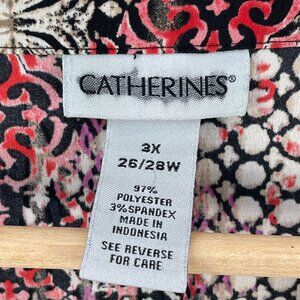 CATHERINES®
3X
26/28W
97%
POLYESTER
3% SPANDEX
MADE IN
INDONESIA
SEE REVERSE
FOR CARE